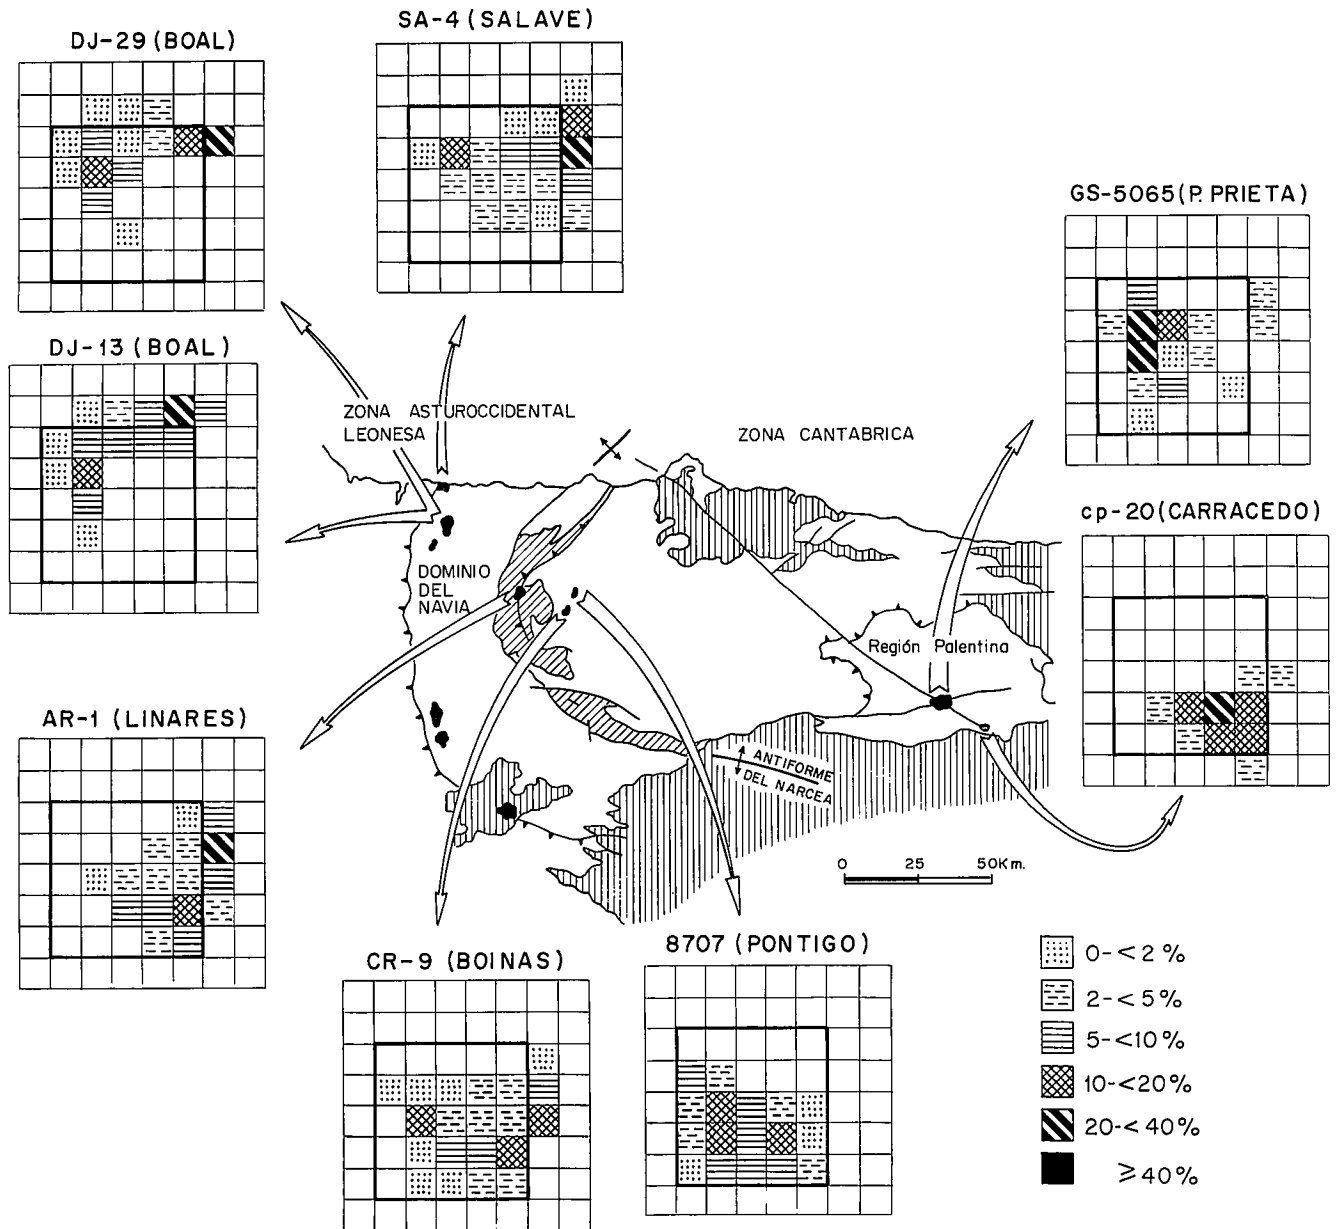 SA-4 (SALAVE)
DJ-29 (BOAL)
GS-5065 (P. PRIETA)
DJ-13 (BOAL)
ZONA ASTUROCCIDENTAL
LEONESA
ZONA CANTABRICA
cp-20 (CARRACEDO)
DOMINIO
DEL
NAVIA
Región Palentina
AR-1 (LINARES)
ANTIFORME
DEL NARCEA
0 25 50Km.
CR-9 (BOINAS)
8707 (PONTIGO)
0-<2%
2-<5%
5-<10%
10-<20%
20-<40%
≥40%